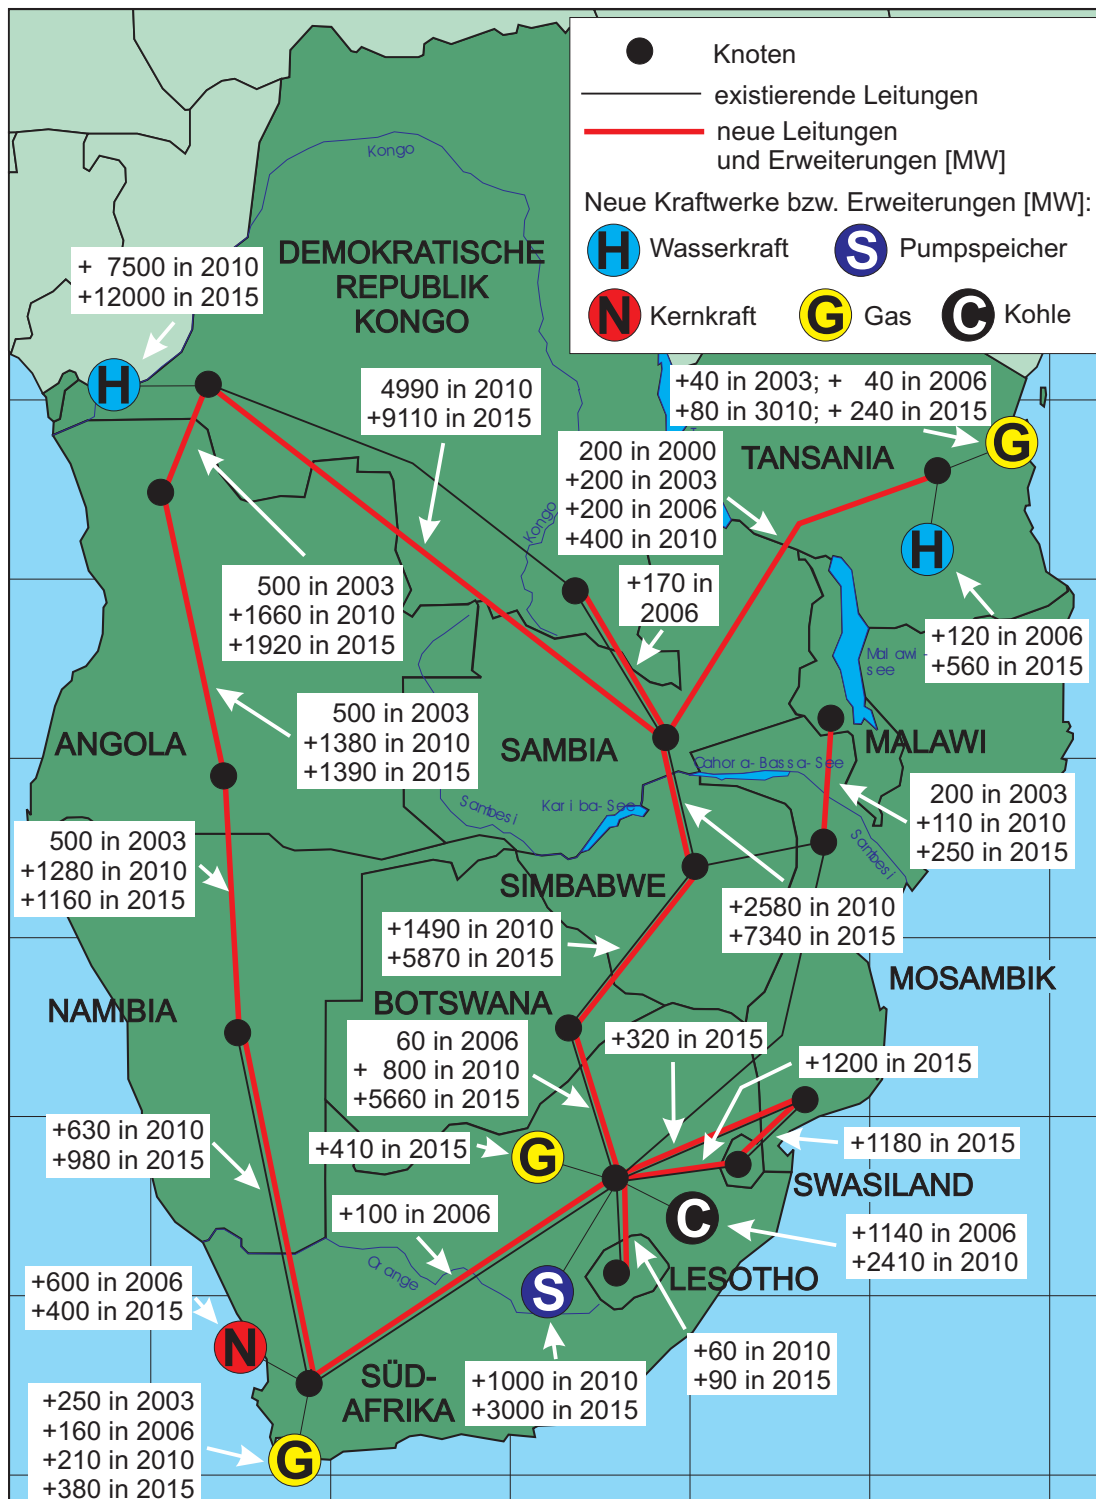 Knoten
existierende Leitungen
neue Leitungen
und Erweiterungen [MW]
Neue Kraftwerke bzw. Erweiterungen [MW]:
H Wasserkraft
S Pumpspeicher
N Kernkraft
G Gas
C Kohle
Kongo
DEMOKRATISCHE
REPUBLIK
KONGO
+ 7500 in 2010
+12000 in 2015
H
4990 in 2010
+9110 in 2015
+40 in 2003; + 40 in 2006
+80 in 3010; + 240 in 2015
G
TANSANIA
200 in 2000
+200 in 2003
+200 in 2006
+400 in 2010
Kongo
H
+170 in
2006
500 in 2003
+1660 in 2010
+1920 in 2015
+120 in 2006
+560 in 2015
Malawi-
see
500 in 2003
+1380 in 2010
+1390 in 2015
ANGOLA
SAMBIA
MALAWI
Cahora-Bassa-See
Sambesi
Kariba-See
200 in 2003
+110 in 2010
+250 in 2015
Sambesi
500 in 2003
+1280 in 2010
+1160 in 2015
SIMBABWE
+2580 in 2010
+7340 in 2015
+1490 in 2010
+5870 in 2015
MOSAMBIK
NAMIBIA
BOTSWANA
60 in 2006
+ 800 in 2010
+5660 in 2015
+320 in 2015
+1200 in 2015
+630 in 2010
+980 in 2015
+410 in 2015
G
+1180 in 2015
SWASILAND
+100 in 2006
C
+1140 in 2006
+2410 in 2010
Orange
S
LESOTHO
+600 in 2006
+400 in 2015
N
+60 in 2010
+90 in 2015
SÜD-
AFRIKA
+1000 in 2010
+3000 in 2015
+250 in 2003
+160 in 2006
+210 in 2010
+380 in 2015
G